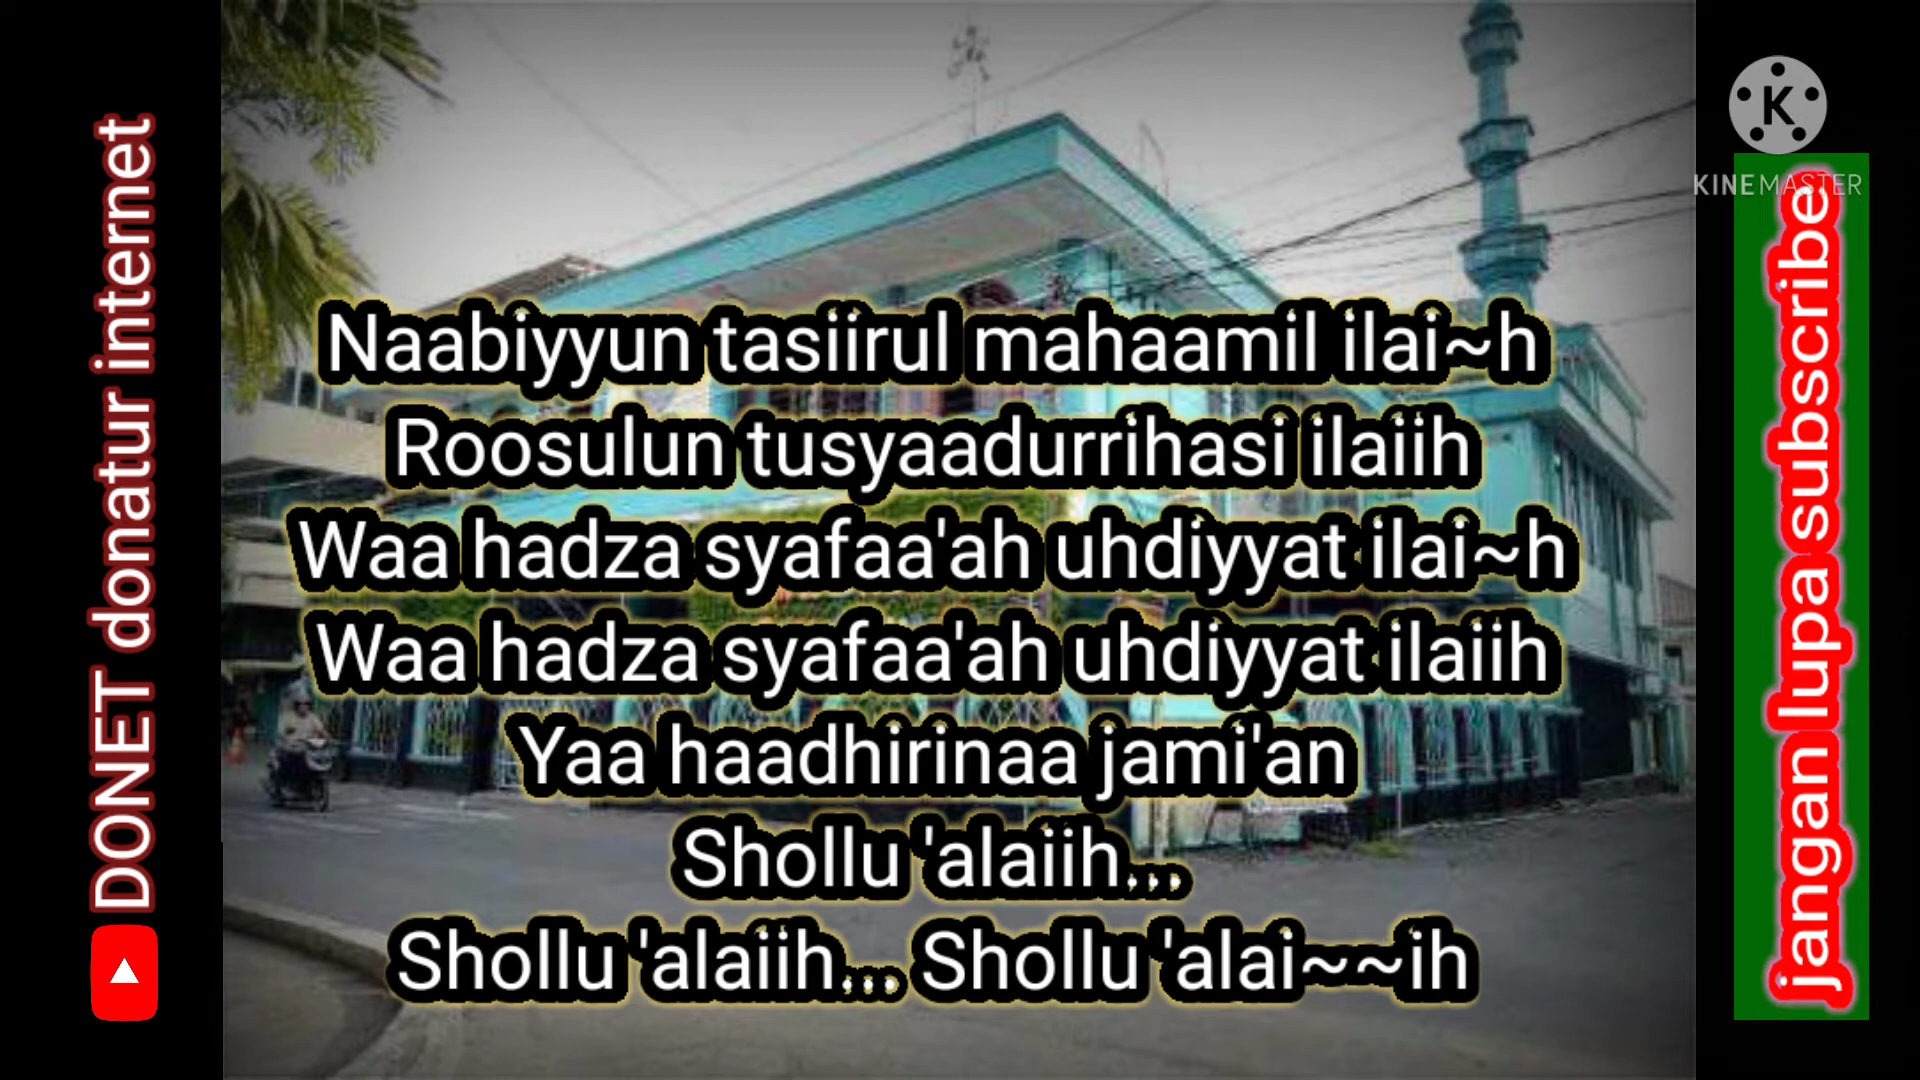 DONET donatur internet
Naabiyyun tasiirul mahaamil ilai~h
Roosulun tusyaadurrihasi ilaiih
Waa hadza syafaa'ah uhdiyyat ilai~h
Waa hadza syafaa'ah uhdiyyat ilaiih
Yaa haadhirinaa jami'an
Shollu 'alaiih...
Shollu 'alaiih... Shollu 'alai~~ih
K
KINEMASTER
jangan lupa subscribe